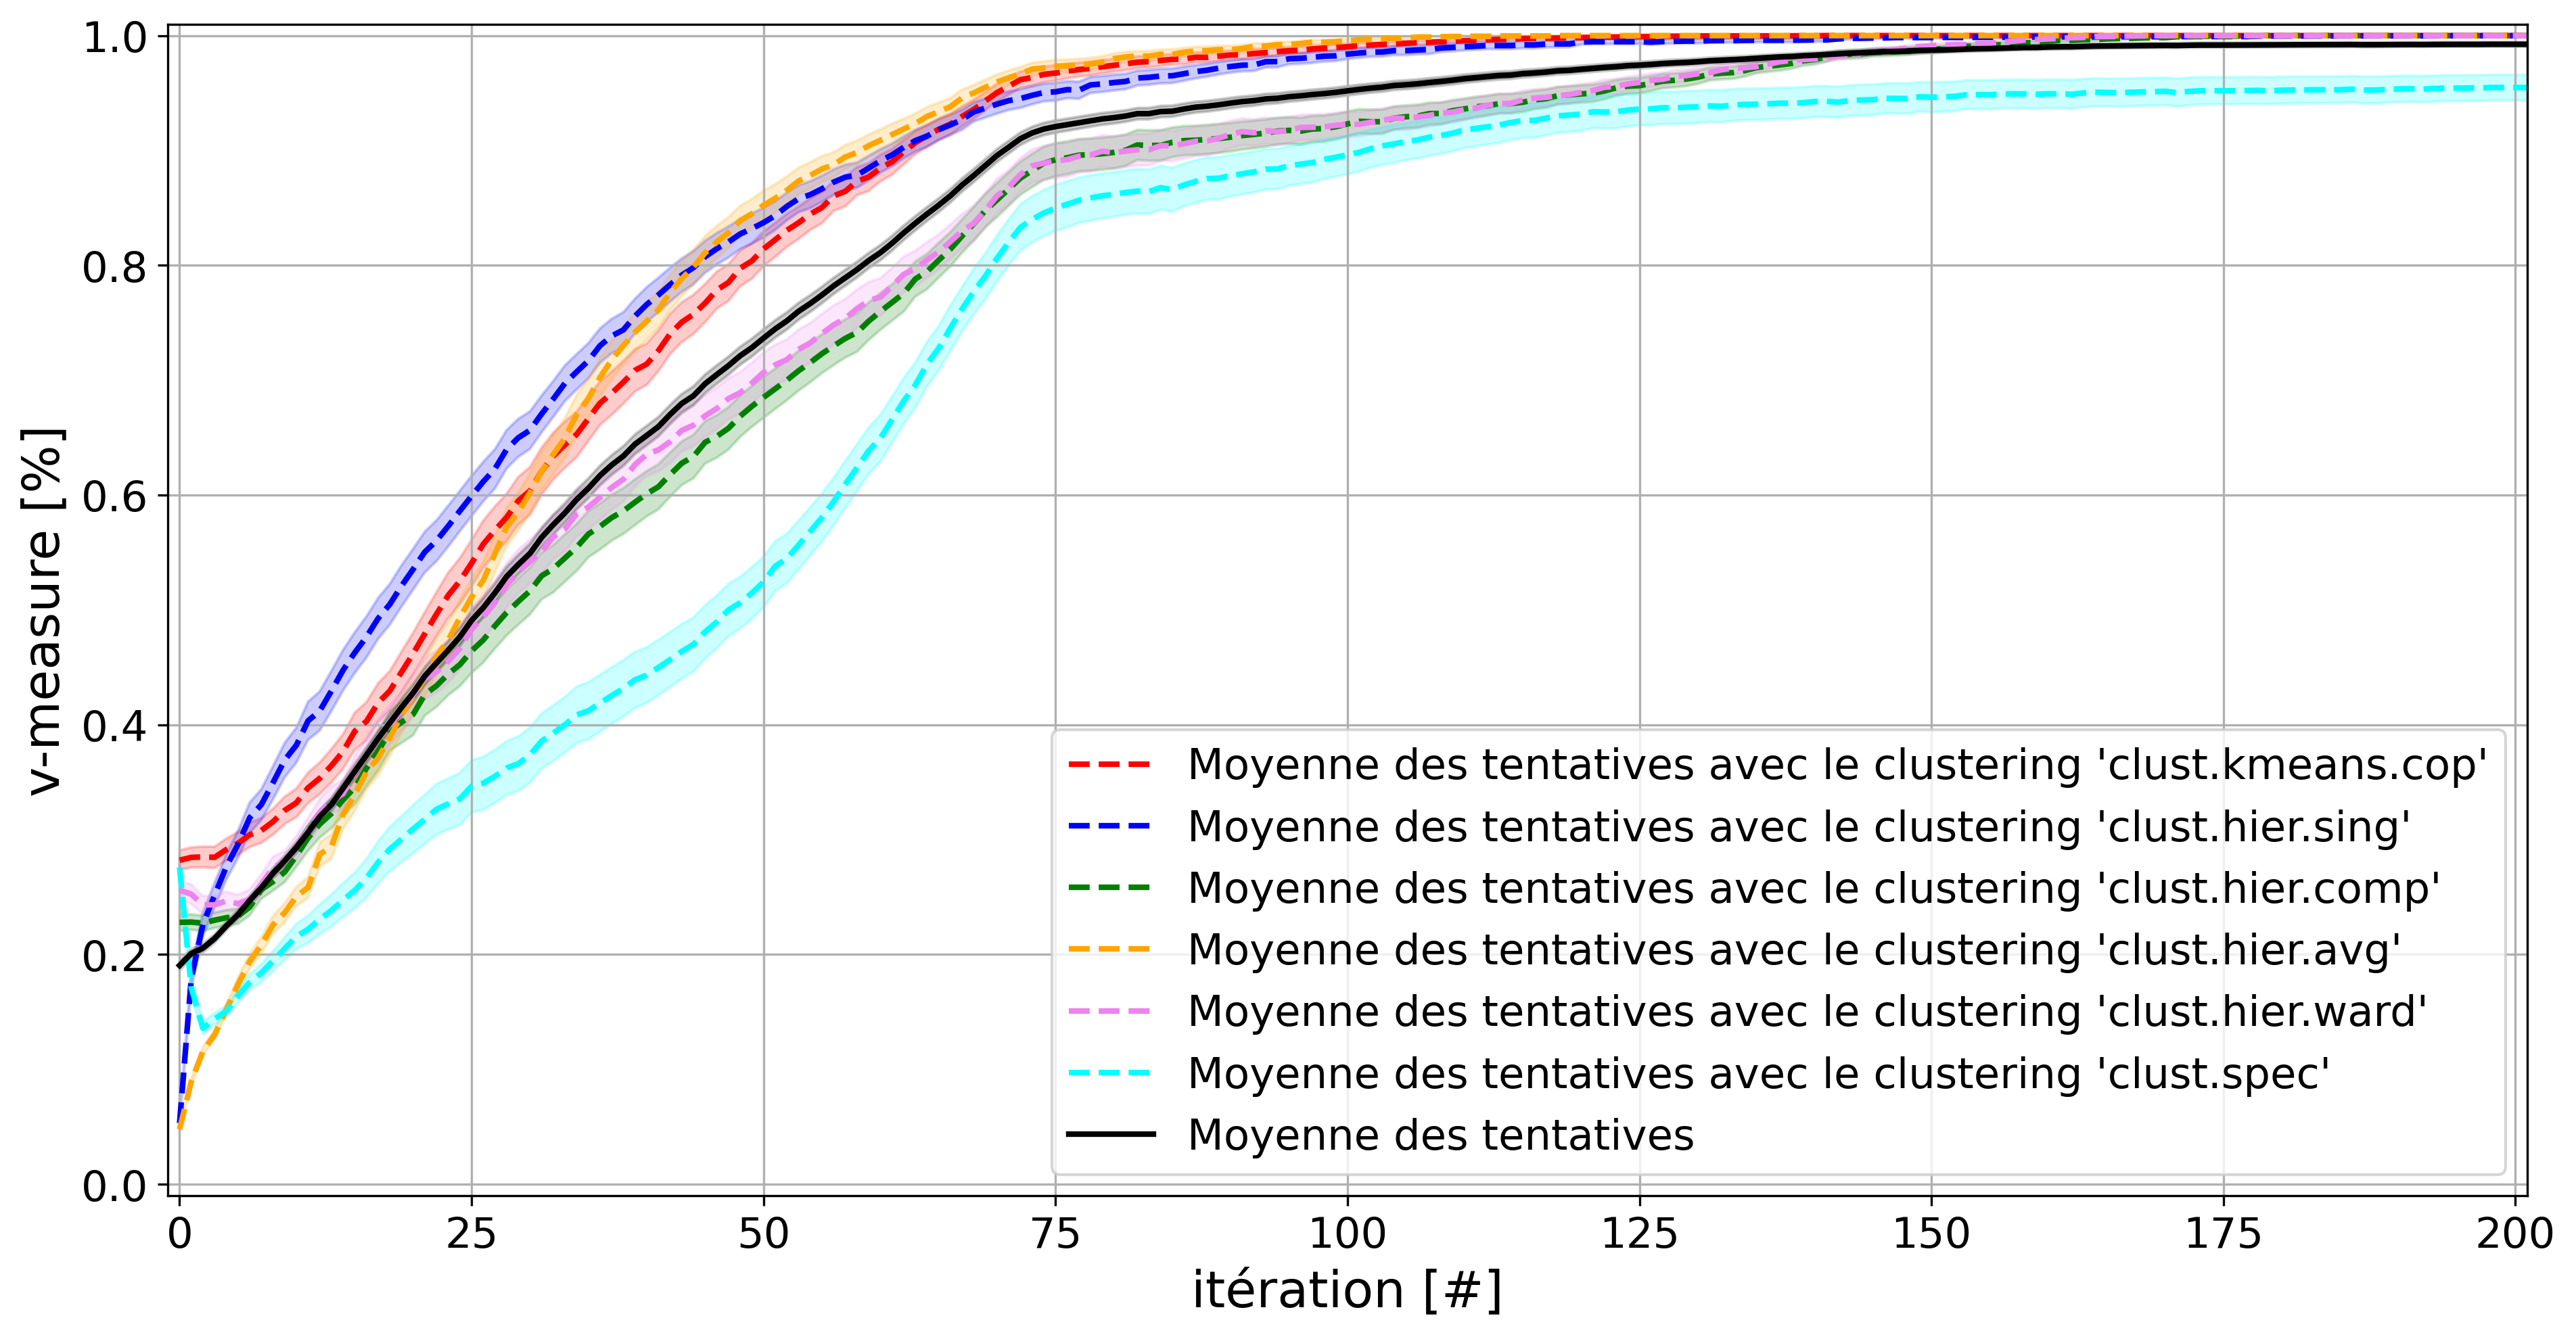 v-measure [%]
1.0
0.8
0.6
0.4
0.2
0.0
Moyenne des tentatives avec le clustering 'clust.kmeans.cop'
Moyenne des tentatives avec le clustering 'clust.hier.sing'
Moyenne des tentatives avec le clustering 'clust.hier.comp'
Moyenne des tentatives avec le clustering 'clust.hier.avg'
Moyenne des tentatives avec le clustering 'clust.hier.ward'
Moyenne des tentatives avec le clustering 'clust.spec'
Moyenne des tentatives
0 25 50 75 100 125 150 175 200
itération [#]